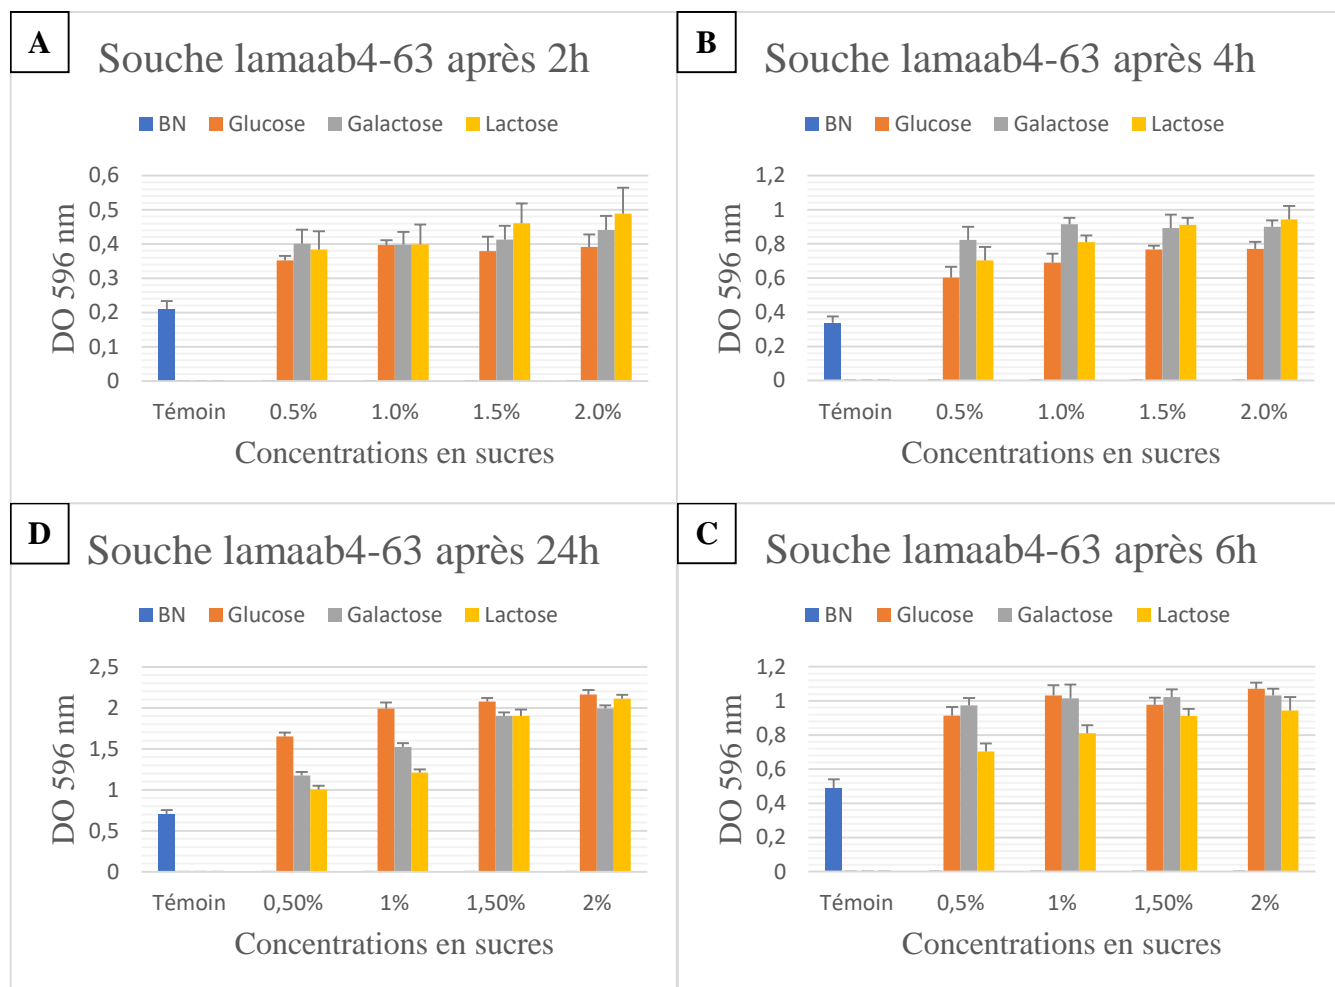 A
Souche lamaab4-63 après 2h
BN Glucose Galactose Lactose
DO 596 nm
0,6
0,5
0,4
0,3
0,2
0,1
0
Témoin 0.5% 1.0% 1.5% 2.0%
Concentrations en sucres
B
Souche lamaab4-63 après 4h
BN Glucose Galactose Lactose
DO 596 nm
1,2
1
0,8
0,6
0,4
0,2
0
Témoin 0.5% 1.0% 1.5% 2.0%
Concentrations en sucres
D
Souche lamaab4-63 après 24h
BN Glucose Galactose Lactose
DO 596 nm
2,5
2
1,5
1
0,5
0
Témoin 0,50% 1% 1,50% 2%
Concentrations en sucres
C
Souche lamaab4-63 après 6h
BN Glucose Galactose Lactose
DO 596 nm
1,2
1
0,8
0,6
0,4
0,2
0
Témoin 0,5% 1% 1,50% 2%
Concentrations en sucres